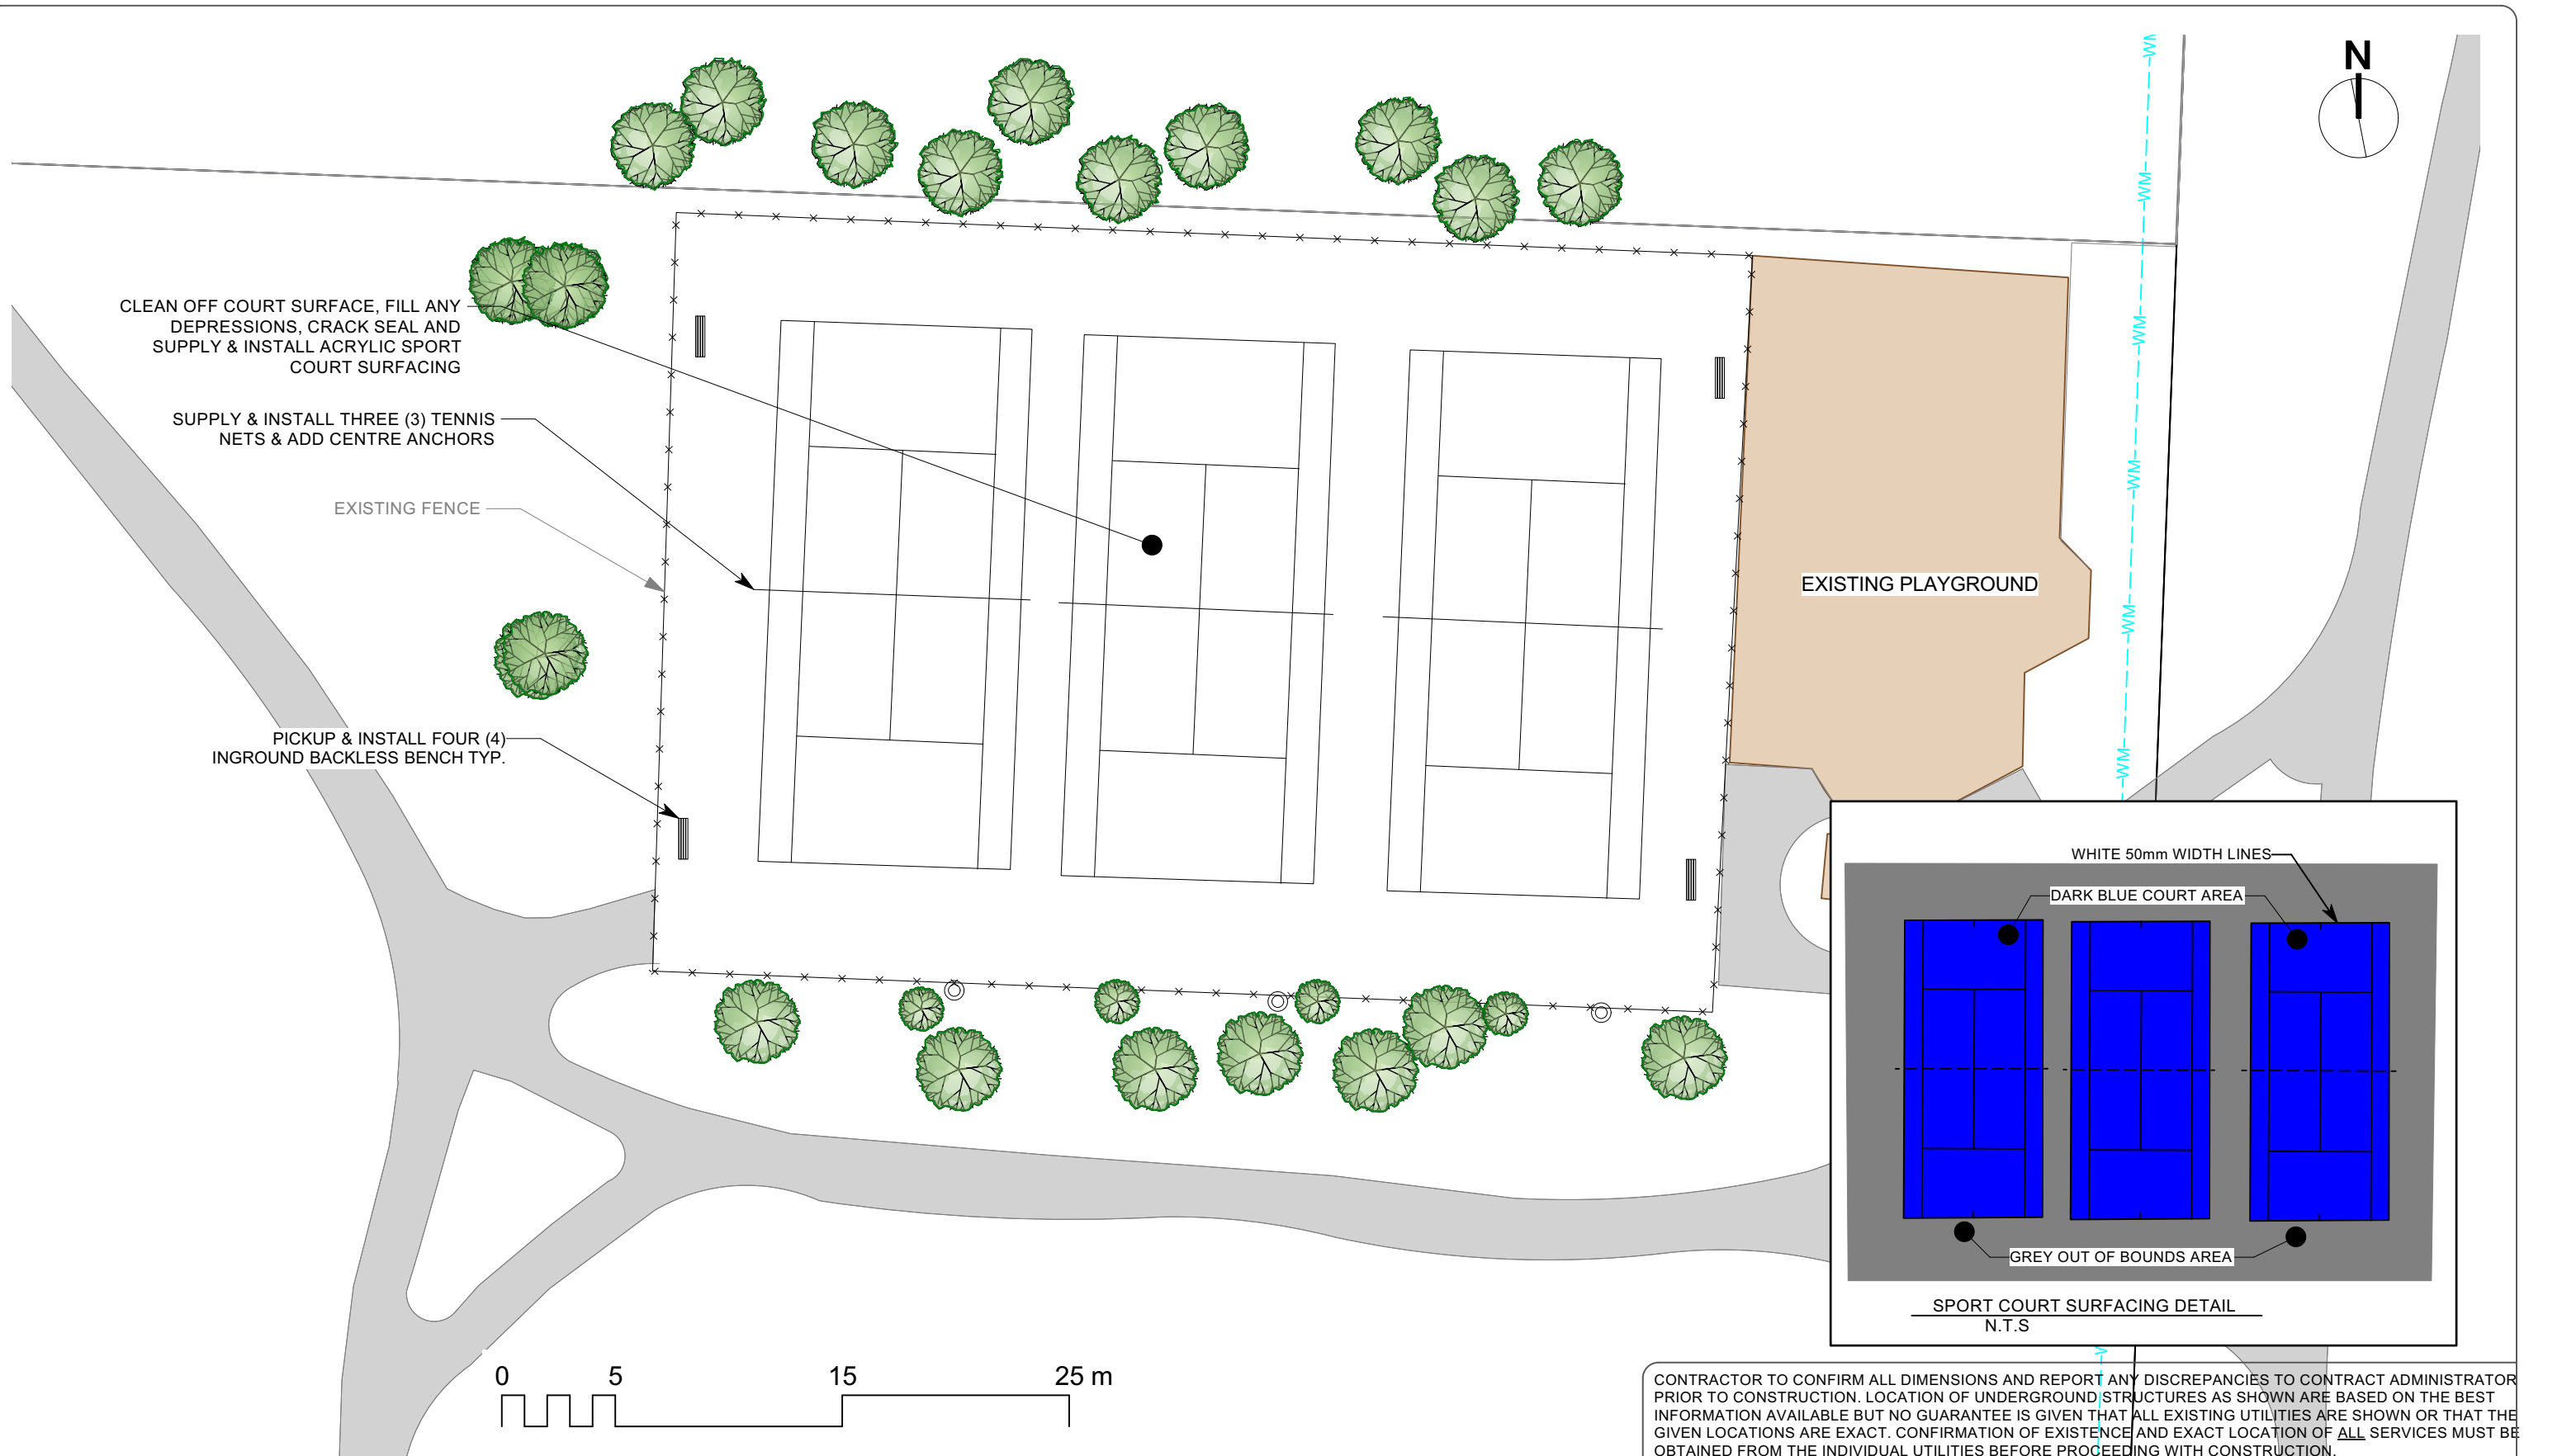 N
WM
WM
WM
WM
WM
WM
CLEAN OFF COURT SURFACE, FILL ANY
DEPRESSIONS, CRACK SEAL AND
SUPPLY & INSTALL ACRYLIC SPORT
COURT SURFACING
SUPPLY & INSTALL THREE (3) TENNIS
NETS & ADD CENTRE ANCHORS
EXISTING FENCE
EXISTING PLAYGROUND
PICKUP & INSTALL FOUR (4)
INGROUND BACKLESS BENCH TYP.
WHITE 50mm WIDTH LINES
DARK BLUE COURT AREA
GREY OUT OF BOUNDS AREA
SPORT COURT SURFACING DETAIL
N.T.S
0 5 15 25 m
CONTRACTOR TO CONFIRM ALL DIMENSIONS AND REPORT ANY DISCREPANCIES TO CONTRACT ADMINISTRATOR
PRIOR TO CONSTRUCTION. LOCATION OF UNDERGROUND STRUCTURES AS SHOWN ARE BASED ON THE BEST
INFORMATION AVAILABLE BUT NO GUARANTEE IS GIVEN THAT ALL EXISTING UTILITIES ARE SHOWN OR THAT THE
GIVEN LOCATIONS ARE EXACT. CONFIRMATION OF EXISTENCE AND EXACT LOCATION OF ALL SERVICES MUST BE
OBTAINED FROM THE INDIVIDUAL UTILITIES BEFORE PROCEEDING WITH CONSTRUCTION.